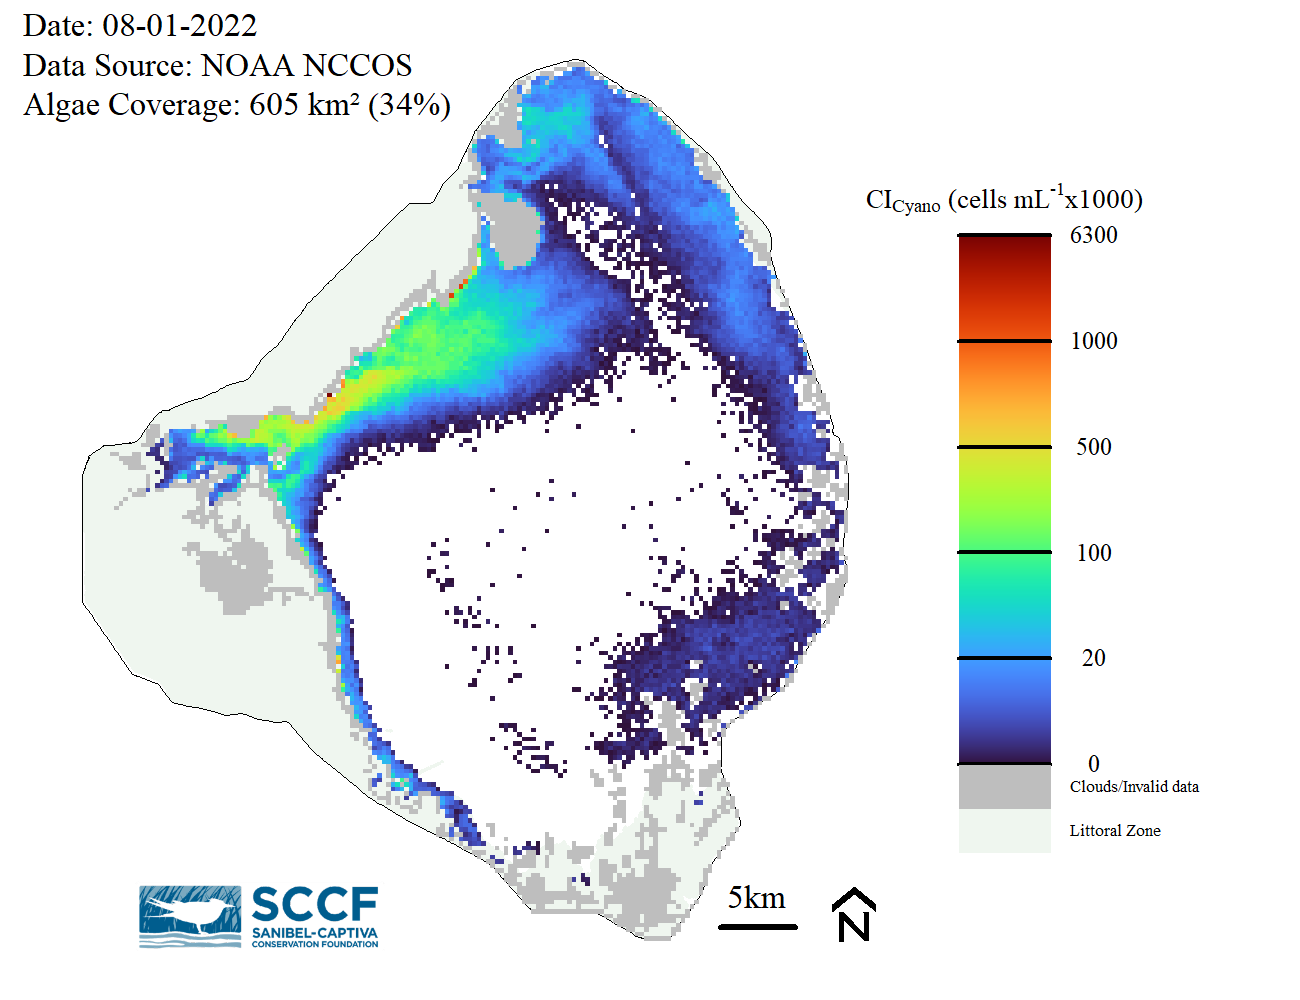 Date: 08-01-2022
Data Source: NOAA NCCOS
Algae Coverage: 605 km² (34%)
CI_Cyano (cells mL⁻¹x1000)
6300
1000
500
100
20
0
Clouds/Invalid data
Littoral Zone
SCCF
SANIBEL-CAPTIVA
CONSERVATION FOUNDATION
5km
N